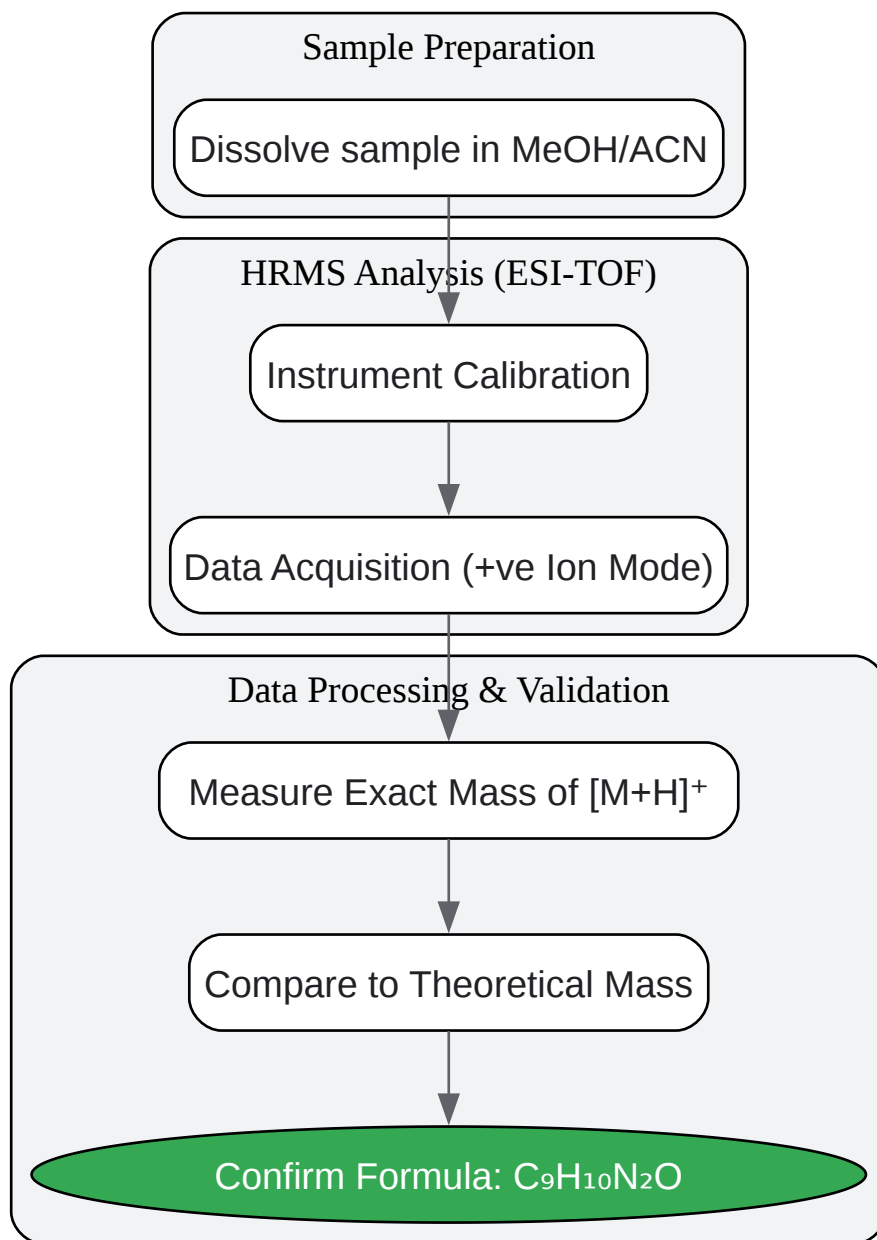 Sample Preparation
Dissolve sample in MeOH/ACN
HRMS Analysis (ESI-TOF)
Instrument Calibration
Data Acquisition (+ve Ion Mode)
Data Processing & Validation
Measure Exact Mass of [M+H]⁺
Compare to Theoretical Mass
Confirm Formula: C₉H₁₀N₂O